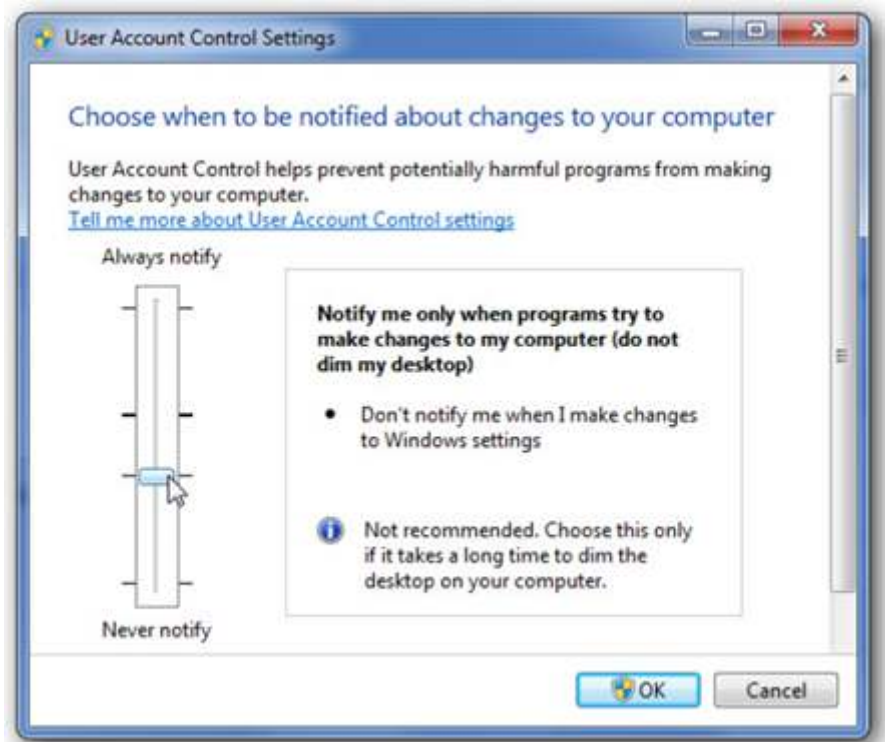 User Account Control Settings
Choose when to be notified about changes to your computer
User Account Control helps prevent potentially harmful programs from making
changes to your computer.
Tell me more about User Account Control settings
Always notify
Notify me only when programs try to
make changes to my computer (do not
dim my desktop)
• Don't notify me when I make changes
to Windows settings
Not recommended. Choose this only
if it takes a long time to dim the
desktop on your computer.
Never notify
OK
Cancel